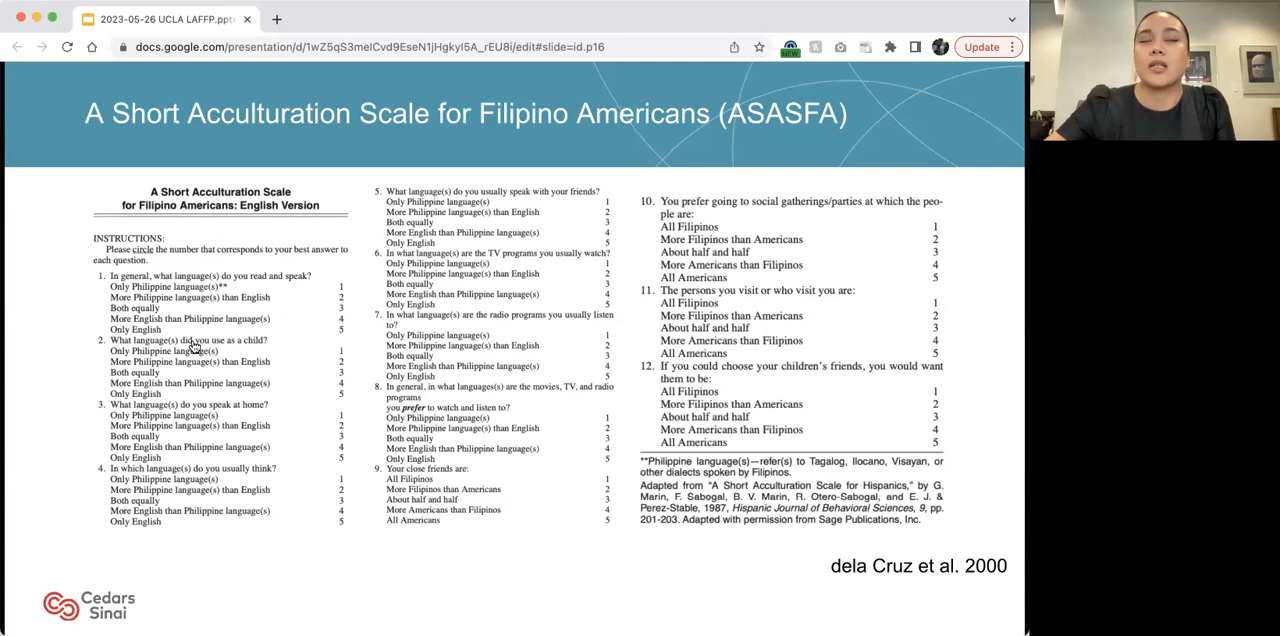 2023-05-26 UCLA LAFFP.ppt
docs.google.com/presentation/d/1wZ5qS3melCvd9EseN1jHgkyI5A_rEU8i/edit#slide=id.p16
NEW
Update
A Short Acculturation Scale for Filipino Americans (ASASFA)
A Short Acculturation Scale
for Filipino Americans: English Version
INSTRUCTIONS:
Please circle the number that corresponds to your best answer to
each question.
1. In general, what language(s) do you read and speak?
Only Philippine language(s)** 1
More Philippine language(s) than English 2
Both equally 3
More English than Philippine language(s) 4
Only English 5
2. What language(s) did you use as a child?
Only Philippine language(s) 1
More Philippine language(s) than English 2
Both equally 3
More English than Philippine language(s) 4
Only English 5
3. What language(s) do you speak at home?
Only Philippine language(s) 1
More Philippine language(s) than English 2
Both equally 3
More English than Philippine language(s) 4
Only English 5
4. In which language(s) do you usually think?
Only Philippine language(s) 1
More Philippine language(s) than English 2
Both equally 3
More English than Philippine language(s) 4
Only English 5
5. What language(s) do you usually speak with your friends?
Only Philippine language(s) 1
More Philippine language(s) than English 2
Both equally 3
More English than Philippine language(s) 4
Only English 5
6. In what language(s) are the TV programs you usually watch?
Only Philippine language(s) 1
More Philippine language(s) than English 2
Both equally 3
More English than Philippine language(s) 4
Only English 5
7. In what language(s) are the radio programs you usually listen
to?
Only Philippine language(s) 1
More Philippine language(s) than English 2
Both equally 3
More English than Philippine language(s) 4
Only English 5
8. In general, in what languages(s) are the movies, TV, and radio
programs
you prefer to watch and listen to?
Only Philippine language(s) 1
More Philippine language(s) than English 2
Both equally 3
More English than Philippine language(s) 4
Only English 5
9. Your close friends are:
All Filipinos 1
More Filipinos than Americans 2
About half and half 3
More Americans than Filipinos 4
All Americans 5
10. You prefer going to social gatherings/parties at which the peo-
ple are:
All Filipinos 1
More Filipinos than Americans 2
About half and half 3
More Americans than Filipinos 4
All Americans 5
11. The persons you visit or who visit you are:
All Filipinos 1
More Filipinos than Americans 2
About half and half 3
More Americans than Filipinos 4
All Americans 5
12. If you could choose your children's friends, you would want
them to be:
All Filipinos 1
More Filipinos than Americans 2
About half and half 3
More Americans than Filipinos 4
All Americans 5
**Philippine language(s)—refer(s) to Tagalog, Ilocano, Visayan, or
other dialects spoken by Filipinos.
Adapted from “A Short Acculturation Scale for Hispanics,” by G.
Marin, F. Sabogal, B. V. Marin, R. Otero-Sabogal, and E. J. &
Perez-Stable, 1987, Hispanic Journal of Behavioral Sciences, 9, pp.
201-203. Adapted with permission from Sage Publications, Inc.
dela Cruz et al. 2000
Cedars
Sinai